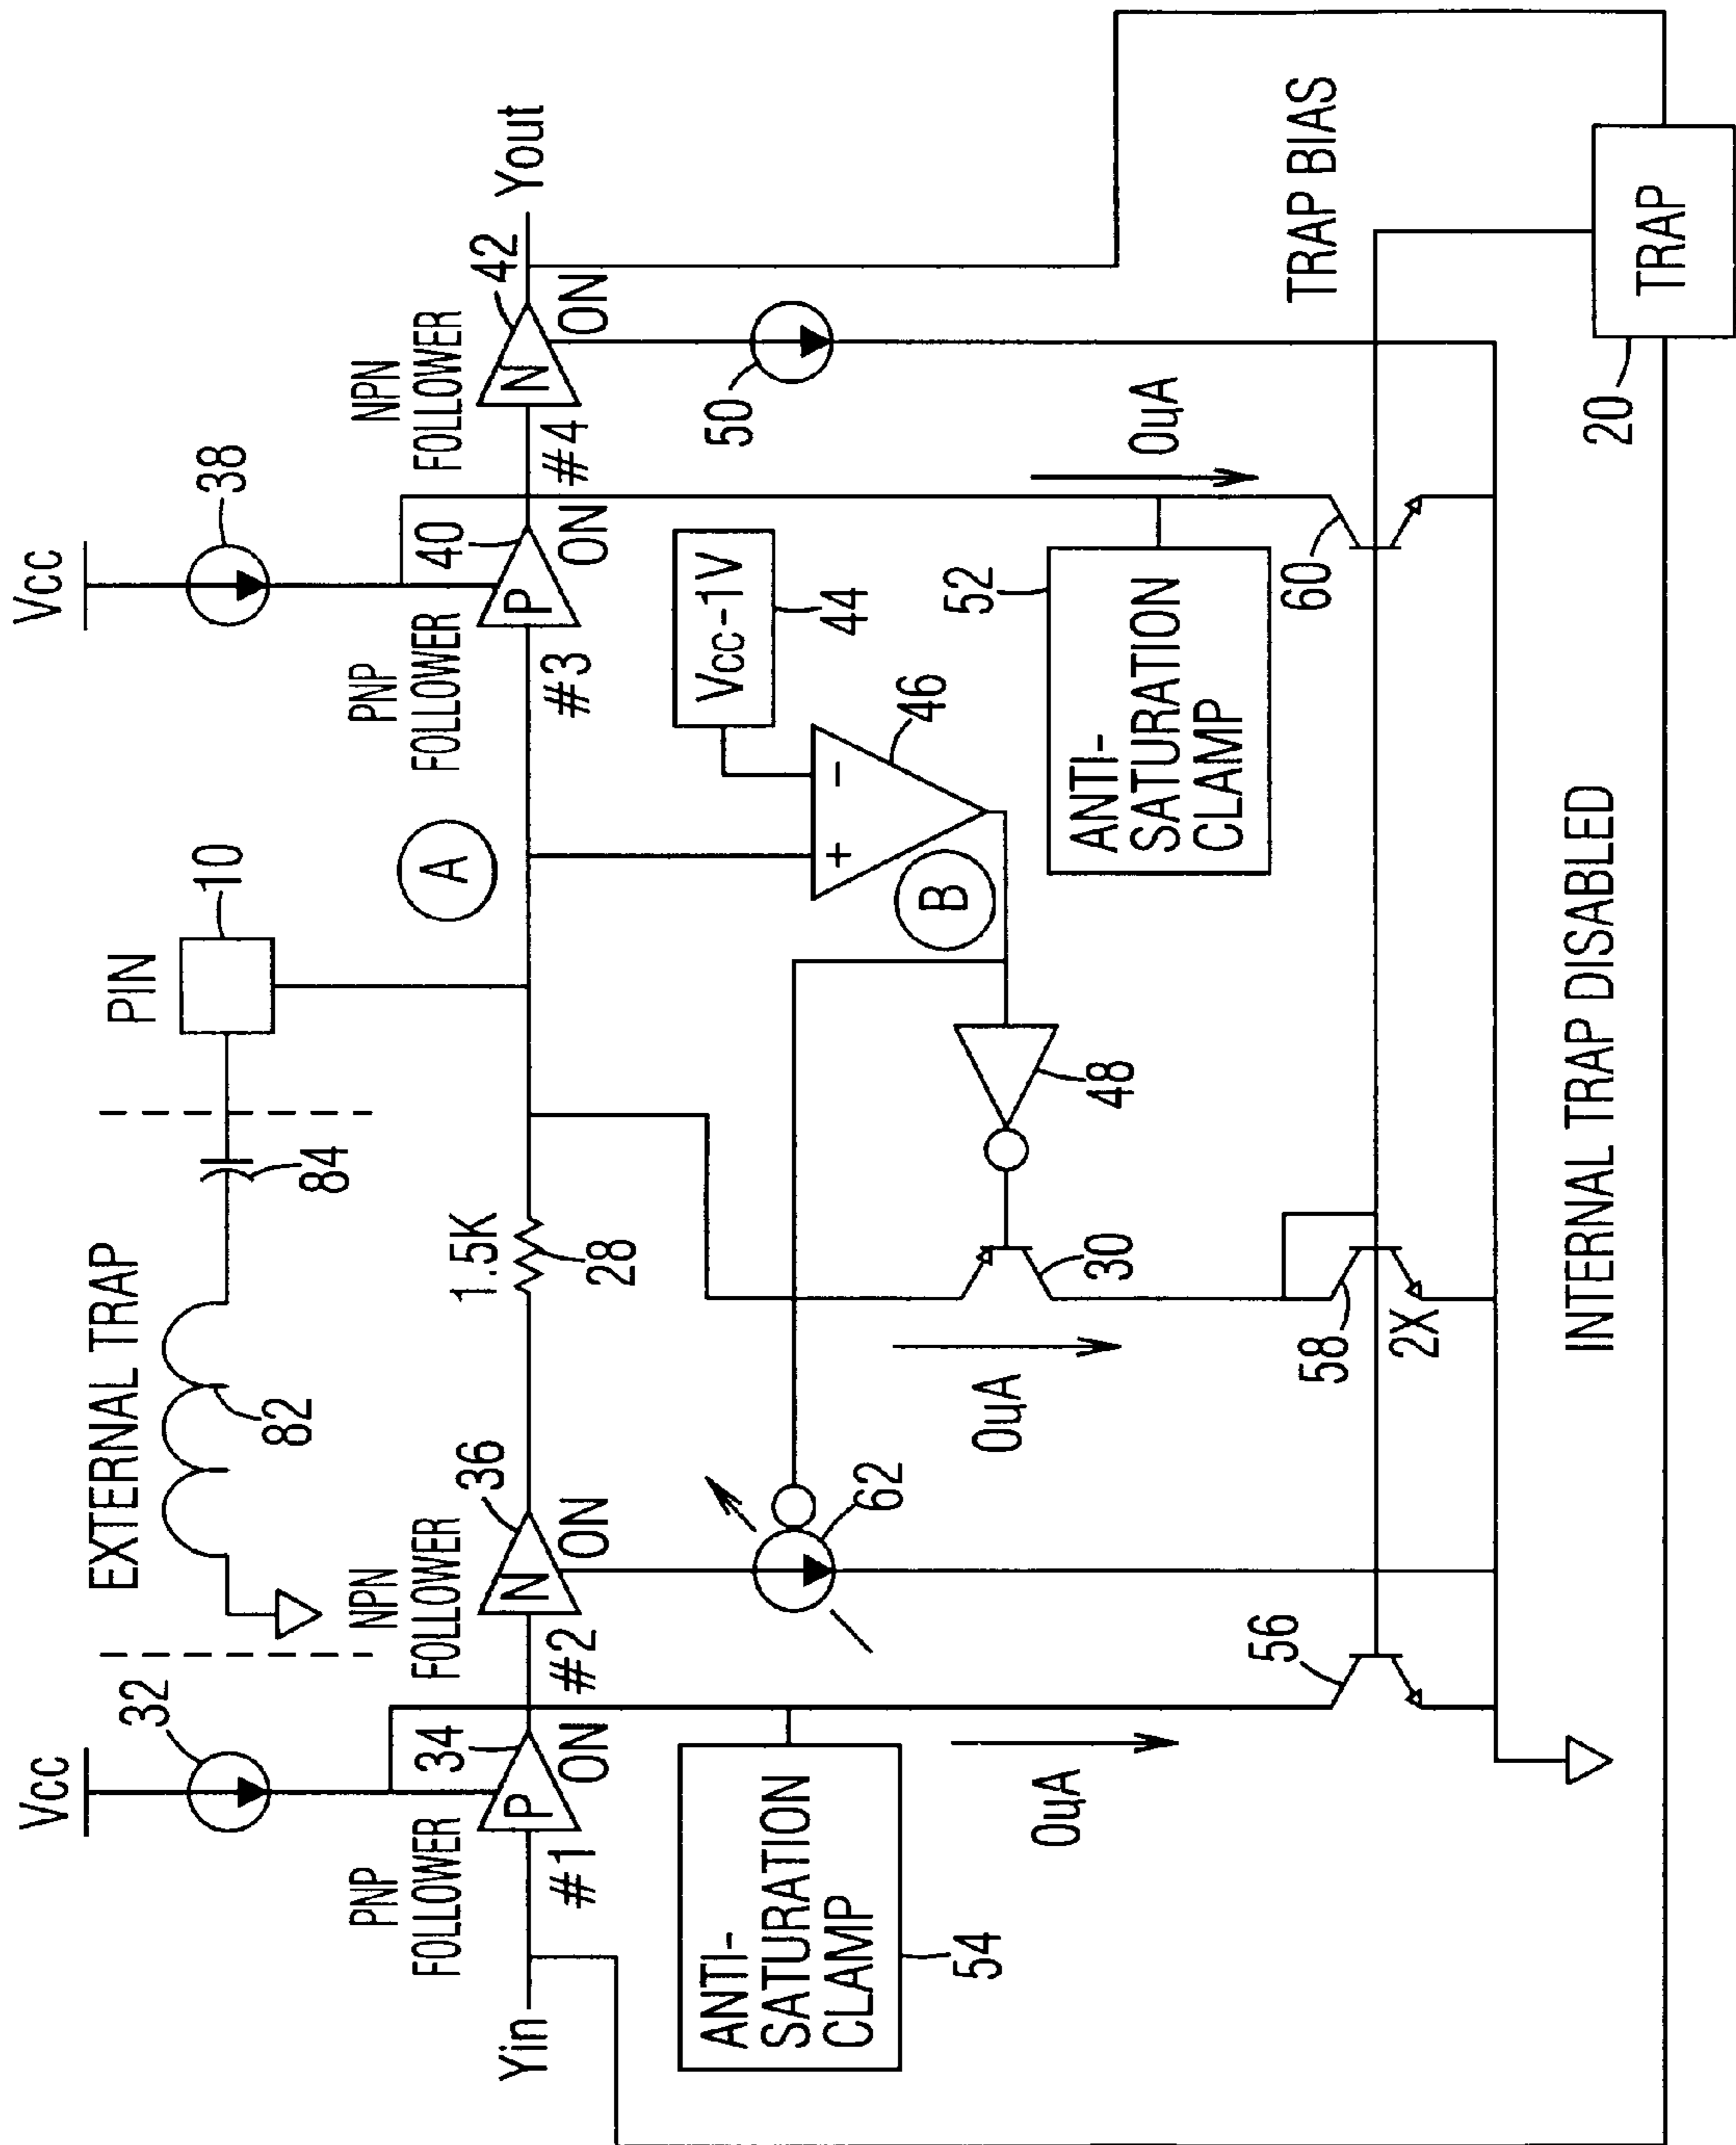 Vcc
32
EXTERNAL TRAP
82
84
PIN
10
Vcc
38
PNP
FOLLOWER
34
P
ON
#1
NPN
FOLLOWER
36
N
ON
#2
1.5K
28
A
PNP
FOLLOWER
40
P
ON
#3
NPN
FOLLOWER
42
N
ON
#4
Yin
Yout
ANTI-
SATURATION
CLAMP
54
62
Vcc-1V
44
+
-
46
B
48
50
0µA
0µA
30
ANTI-
SATURATION
CLAMP
52
0µA
56
58
2X
60
TRAP BIAS
INTERNAL TRAP DISABLED
20
TRAP